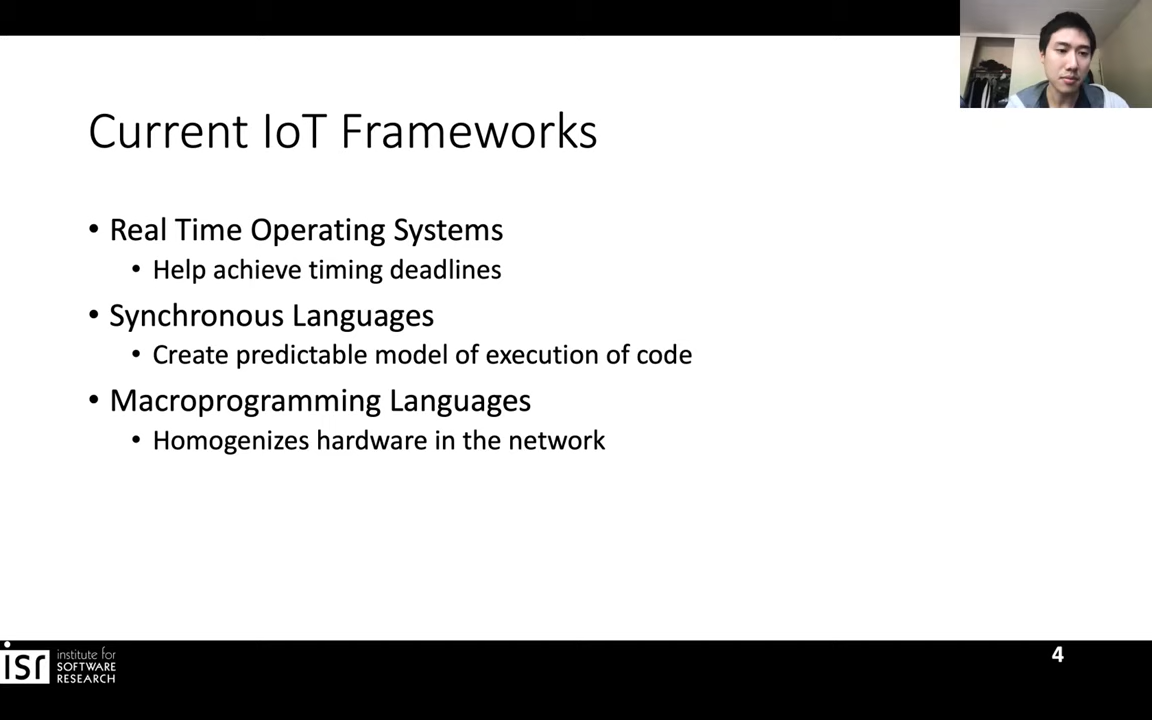 Current IoT Frameworks
• Real Time Operating Systems
• Help achieve timing deadlines
• Synchronous Languages
• Create predictable model of execution of code
• Macroprogramming Languages
• Homogenizes hardware in the network
isr
institute for
SOFTWARE
RESEARCH
4